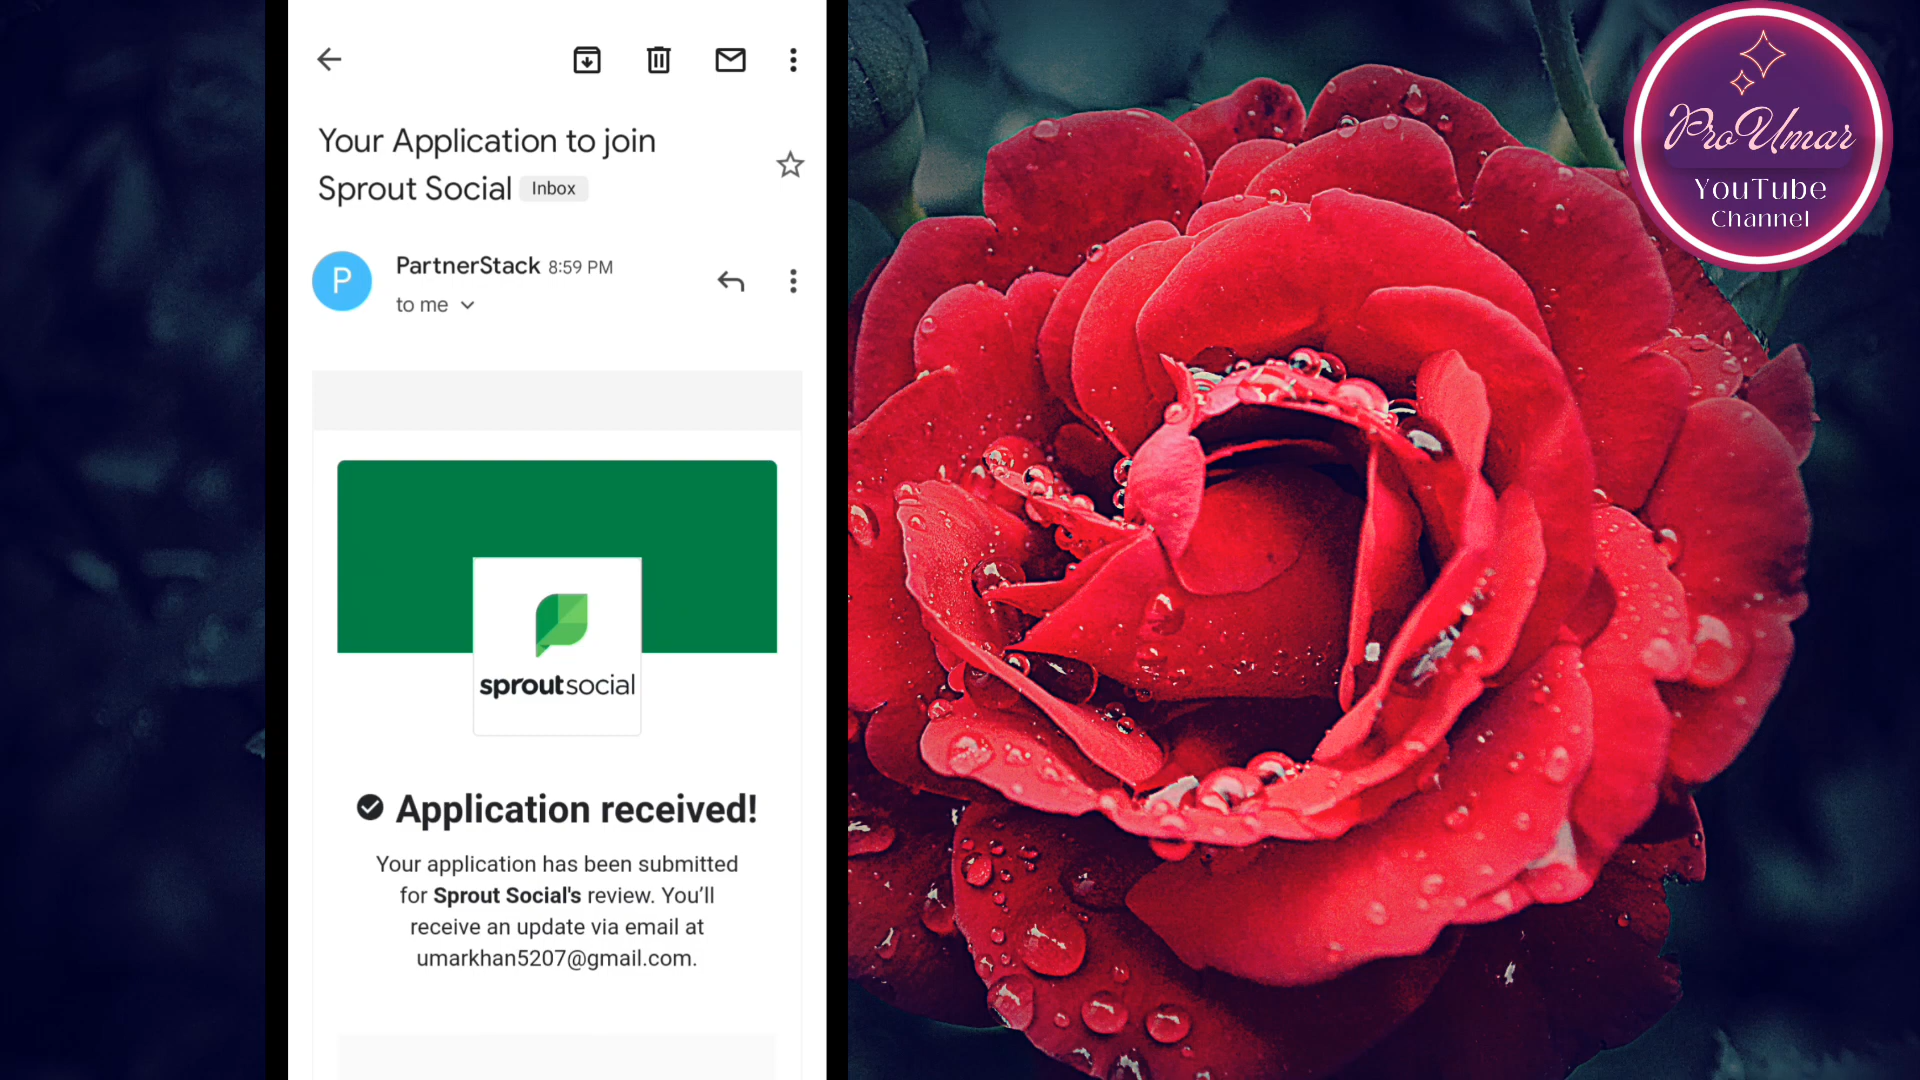 Your Application to join
Sprout Social Inbox
P
PartnerStack 8:59 PM
to me
sproutsocial
Application received!
Your application has been submitted
for Sprout Social's review. You’ll
receive an update via email at
umarkhan5207@gmail.com.
ProUmar
YouTube
Channel